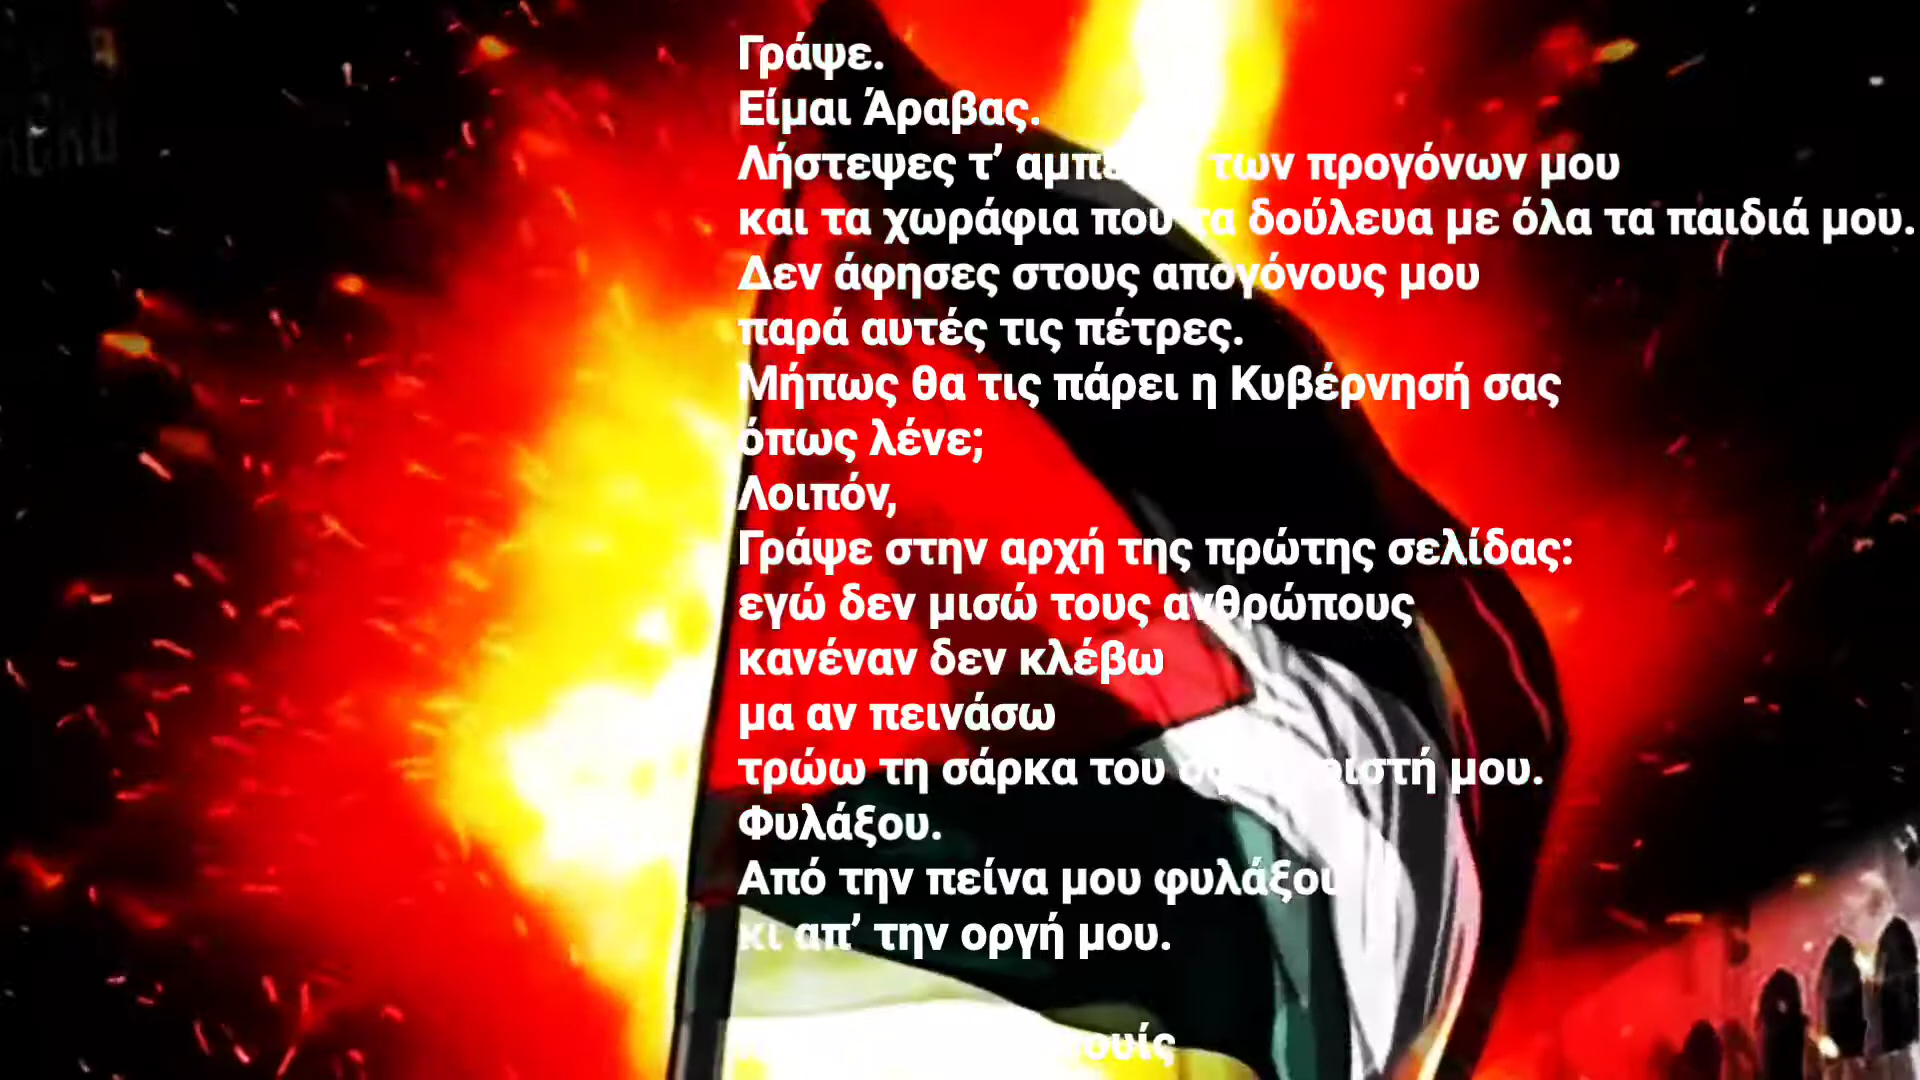 Γράψε.
Είμαι Άραβας.
Λήστεψες τ’ των προγόνων μου
και τα χωράφια που τα δούλευα με όλα τα παιδιά μου.
Δεν άφησες στους απογόνους μου
παρά αυτές τις πέτρες.
Μήπως θα τις πάρει η Κυβέρνησή σας
όπως λένε;
Λοιπόν,
Γράψε στην αρχή της πρώτης σελίδας:
εγώ δεν μισώ τους ανθρώπους
κανέναν δεν κλέβω
μα αν πεινάσω
τρώω τη σάρκα του μου.
Φυλάξου.
Από την πείνα μου φυλάξου
κι απ’ την οργή μου.